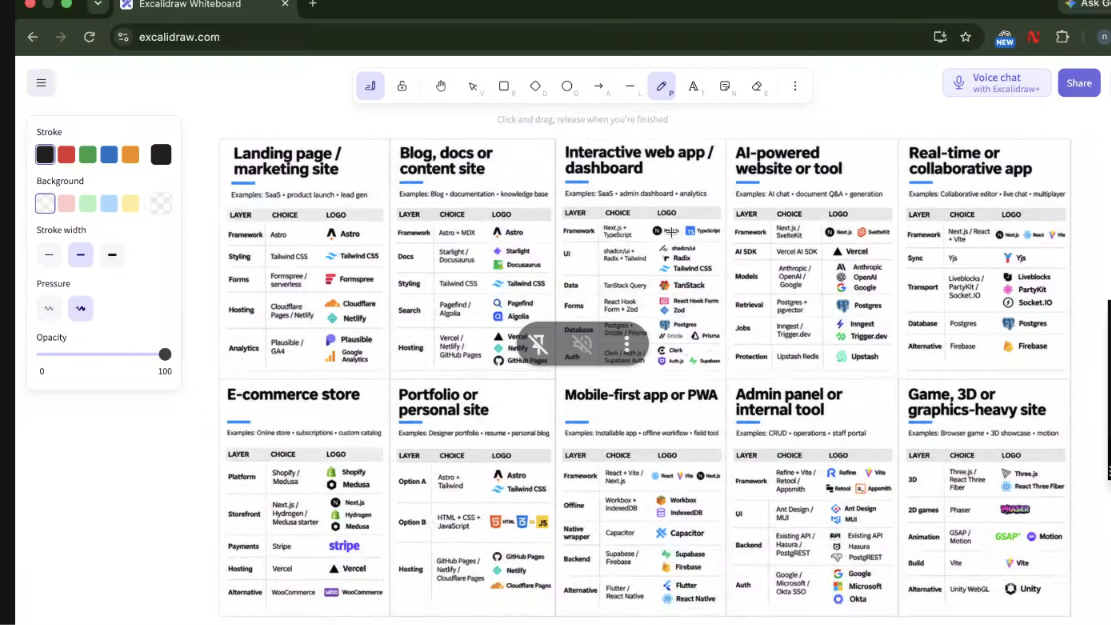 Excalidraw Whiteboard
Ask G
excalidraw.com
NEW
Voice chat
with Excalidraw+
Share
Click and drag, release when you're finished
Stroke
Background
Stroke width
Pressure
Opacity
0
100
Landing page /
marketing site
Examples: SaaS • product launch • lead gen
LAYER CHOICE LOGO
Framework Astro Astro
Styling Tailwind CSS Tailwind CSS
Forms Formspree / serverless Formspree
Hosting Cloudflare Pages / Netlify Cloudflare Netlify
Analytics Plausible / GA4 Plausible Google Analytics
Blog, docs or
content site
Examples: Blog • documentation • knowledge base
LAYER CHOICE LOGO
Framework Astro + MDX Astro
Docs Starlight / Docusaurus Starlight Docusaurus
Styling Tailwind CSS Tailwind CSS
Search Pagefind / Algolia Pagefind Algolia
Hosting Vercel / Netlify / GitHub Pages
GitHub
Interactive web app /
dashboard
Examples: SaaS • admin dashboard • analytics
LAYER CHOICE LOGO
Framework Next.js + TypeScript TypeScript
UI shadcn/ui + Radix + Tailwind shadcn/ui Radix Tailwind CSS
Data TanStack Query TanStack
Forms React Hook Form + Zod React Hook Form Zod
Database Postgres + Drizzle / Prisma Postgres Drizzle Prisma
Auth Clerk / Auth.js / Supabase Auth Clerk Auth.js Supabase
AI-powered
website or tool
Examples: AI chat • document Q&A • generation
LAYER CHOICE LOGO
Framework Next.js / SvelteKit Next.js SvelteKit
AI SDK Vercel AI SDK Vercel
Models Anthropic / OpenAI / Google Anthropic OpenAI Google
Retrieval Postgres + pgvector Postgres
Jobs Inngest / Trigger.dev Inngest Trigger.dev
Protection Upstash Redis Upstash
Real-time or
collaborative app
Examples: Collaborative editor • live chat • multiplayer
LAYER CHOICE LOGO
Framework Next.js / React + Vite Next.js React Vite
Sync Yjs Yjs
Transport Liveblocks / PartyKit / Socket.IO Liveblocks PartyKit Socket.IO
Database Postgres Postgres
Alternative Firebase Firebase
E-commerce store
Examples: Online store • subscriptions • custom catalog
LAYER CHOICE LOGO
Platform Shopify / Medusa Shopify Medusa
Storefront Next.js / Hydrogen / Medusa starter Next.js Hydrogen Medusa
Payments Stripe stripe
Hosting Vercel Vercel
Alternative WooCommerce WOO WooCommerce
Portfolio or
personal site
Examples: Designer portfolio • resume • personal blog
LAYER CHOICE LOGO
Option A Astro + Tailwind Astro Tailwind CSS
Option B HTML + CSS + JavaScript HTML JS
Hosting GitHub Pages / Netlify / Cloudflare Pages GitHub Pages Netlify Cloudflare Pages
Mobile-first app or PWA
Examples: Installable app • offline workflow • field tool
LAYER CHOICE LOGO
Framework React + Vite / Next.js React Vite Next.js
Offline Workbox + IndexedDB Workbox IndexedDB
Native wrapper Capacitor Capacitor
Backend Supabase / Firebase Supabase Firebase
Alternative Flutter / React Native Flutter React Native
Admin panel or
internal tool
Examples: CRUD • operations • staff portal
LAYER CHOICE LOGO
Framework Refine + Vite / Retool / Appsmith Refine Vite Retool Appsmith
UI Ant Design / MUI Ant Design MUI
Backend Existing API / Hasura / PostgREST API Existing API Hasura PostgREST
Auth Google / Microsoft / Okta SSO Google Microsoft Okta
Game, 3D or
graphics-heavy site
Examples: Browser game • 3D showcase • motion
LAYER CHOICE LOGO
3D Three.js / React Three Fiber Three.js React Three Fiber
2D games Phaser PHASER
Animation GSAP / Motion GSAP Motion
Build Vite Vite
Alternative Unity WebGL Unity